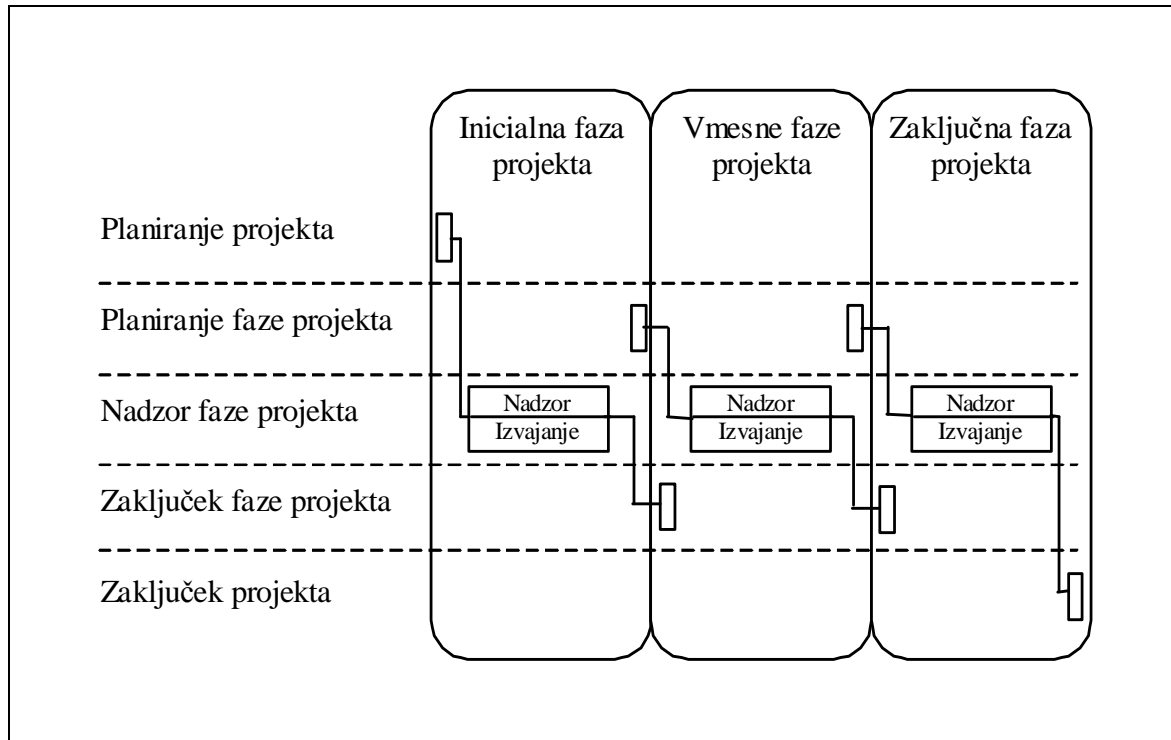 Inicialna faza
projekta
Vmesne faze
projekta
Zaključna faza
projekta
Planiranje projekta
Planiranje faze projekta
Nadzor faze projekta
Nadzor
Izvajanje
Nadzor
Izvajanje
Nadzor
Izvajanje
Zaključek faze projekta
Zaključek projekta